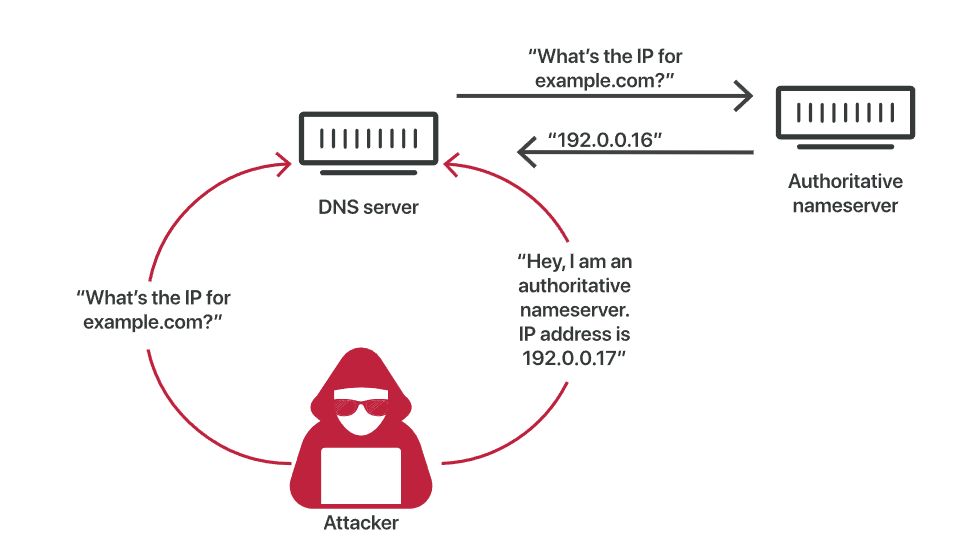 “What’s the IP for
example.com?”
“192.0.0.16”
DNS server
Authoritative
nameserver
“What’s the IP for
example.com?”
“Hey, I am an
authoritative
nameserver.
IP address is
192.0.0.17”
Attacker